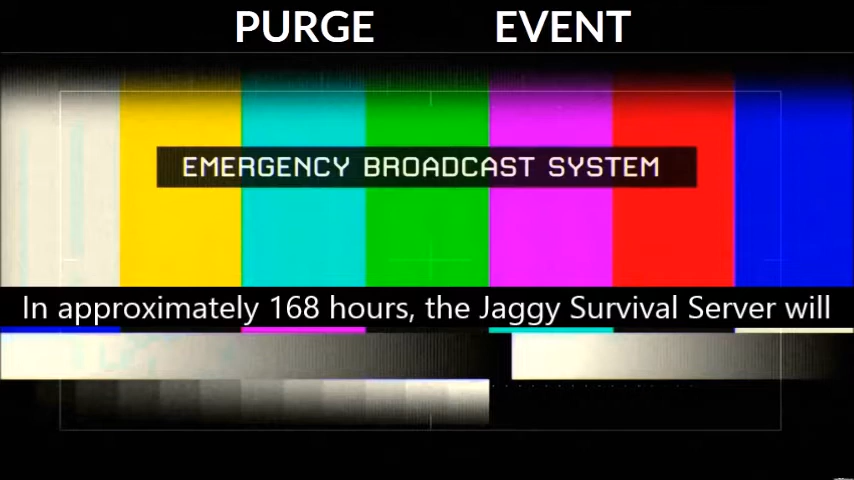 PURGE EVENT
EMERGENCY BROADCAST SYSTEM
In approximately 168 hours, the Jaggy Survival Server will